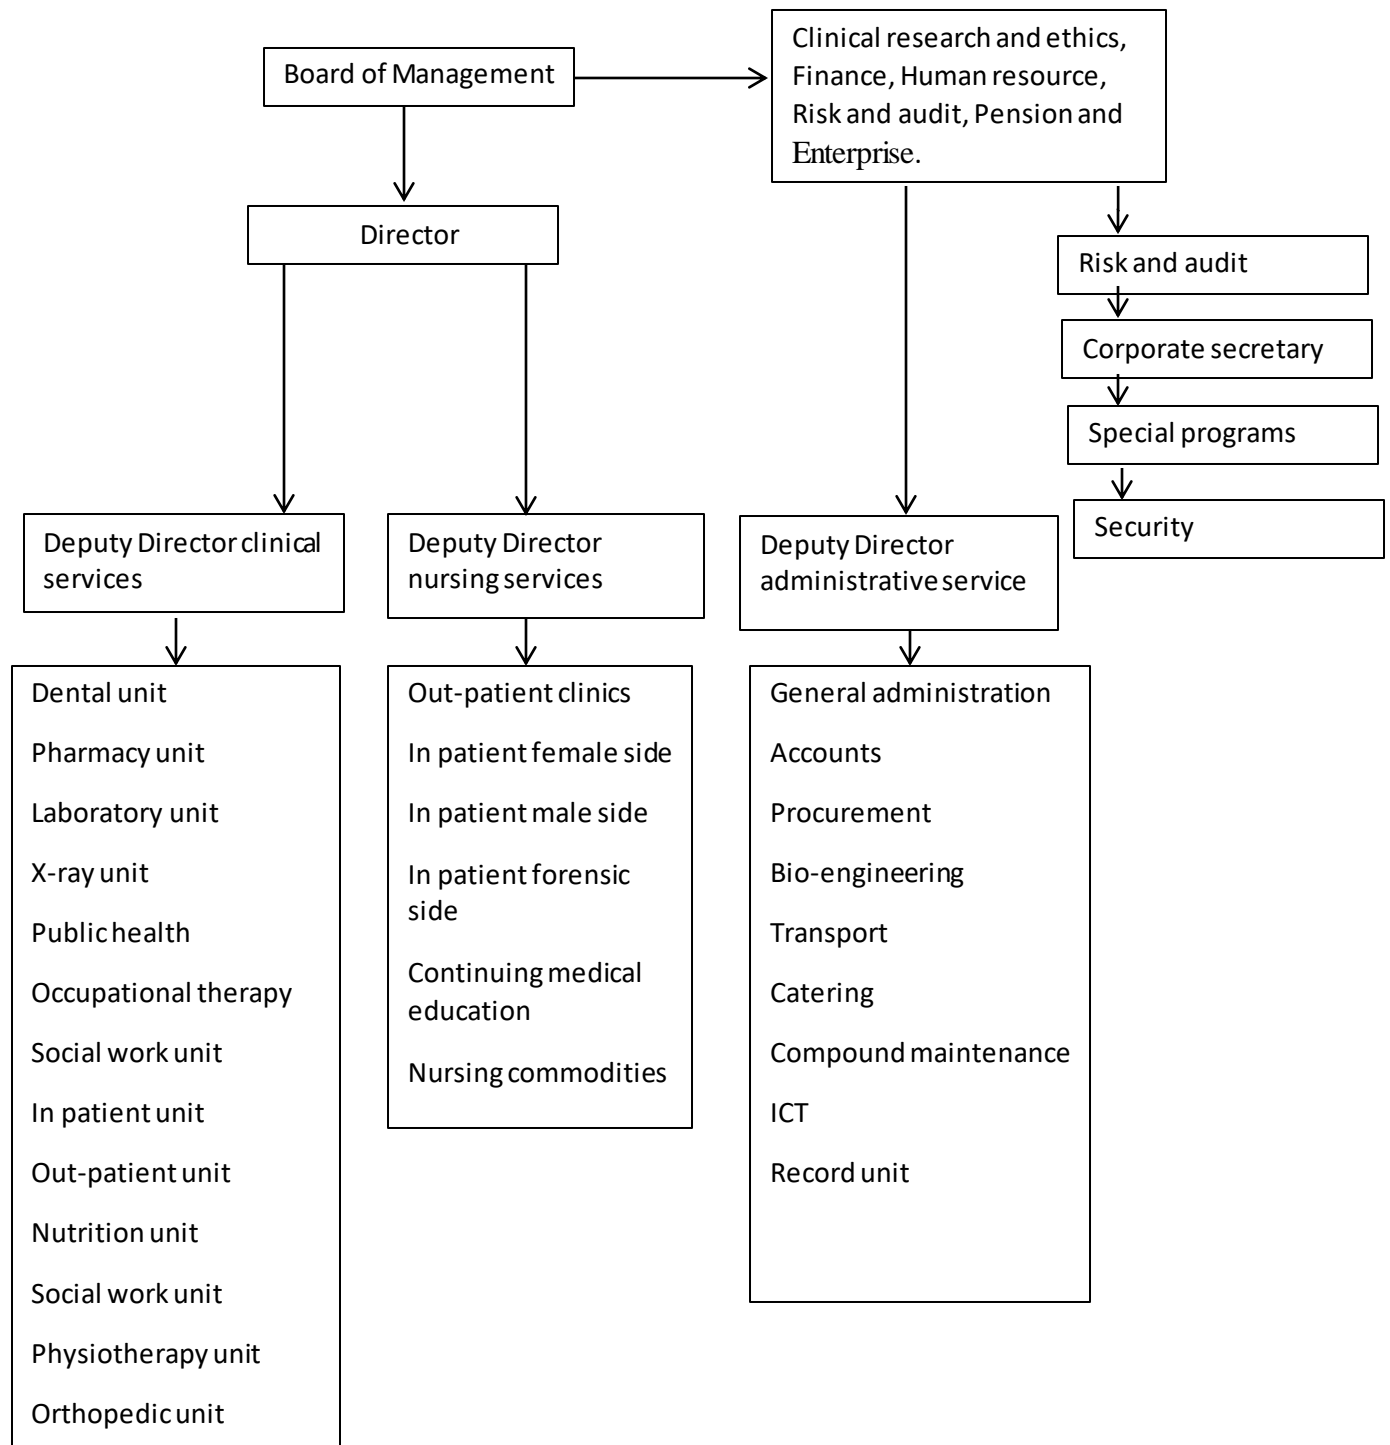 Board of Management
Clinical research and ethics,
Finance, Human resource,
Risk and audit, Pension and
Enterprise.
Director
Risk and audit
Corporate secretary
Special programs
Security
Deputy Director clinical
services
Deputy Director
nursing services
Deputy Director
administrative service
Dental unit
Pharmacy unit
Laboratory unit
X-ray unit
Public health
Occupational therapy
Social work unit
In patient unit
Out-patient unit
Nutrition unit
Social work unit
Physiotherapy unit
Orthopedic unit
Out-patient clinics
In patient female side
In patient male side
In patient forensic
side
Continuing medical
education
Nursing commodities
General administration
Accounts
Procurement
Bio-engineering
Transport
Catering
Compound maintenance
ICT
Record unit